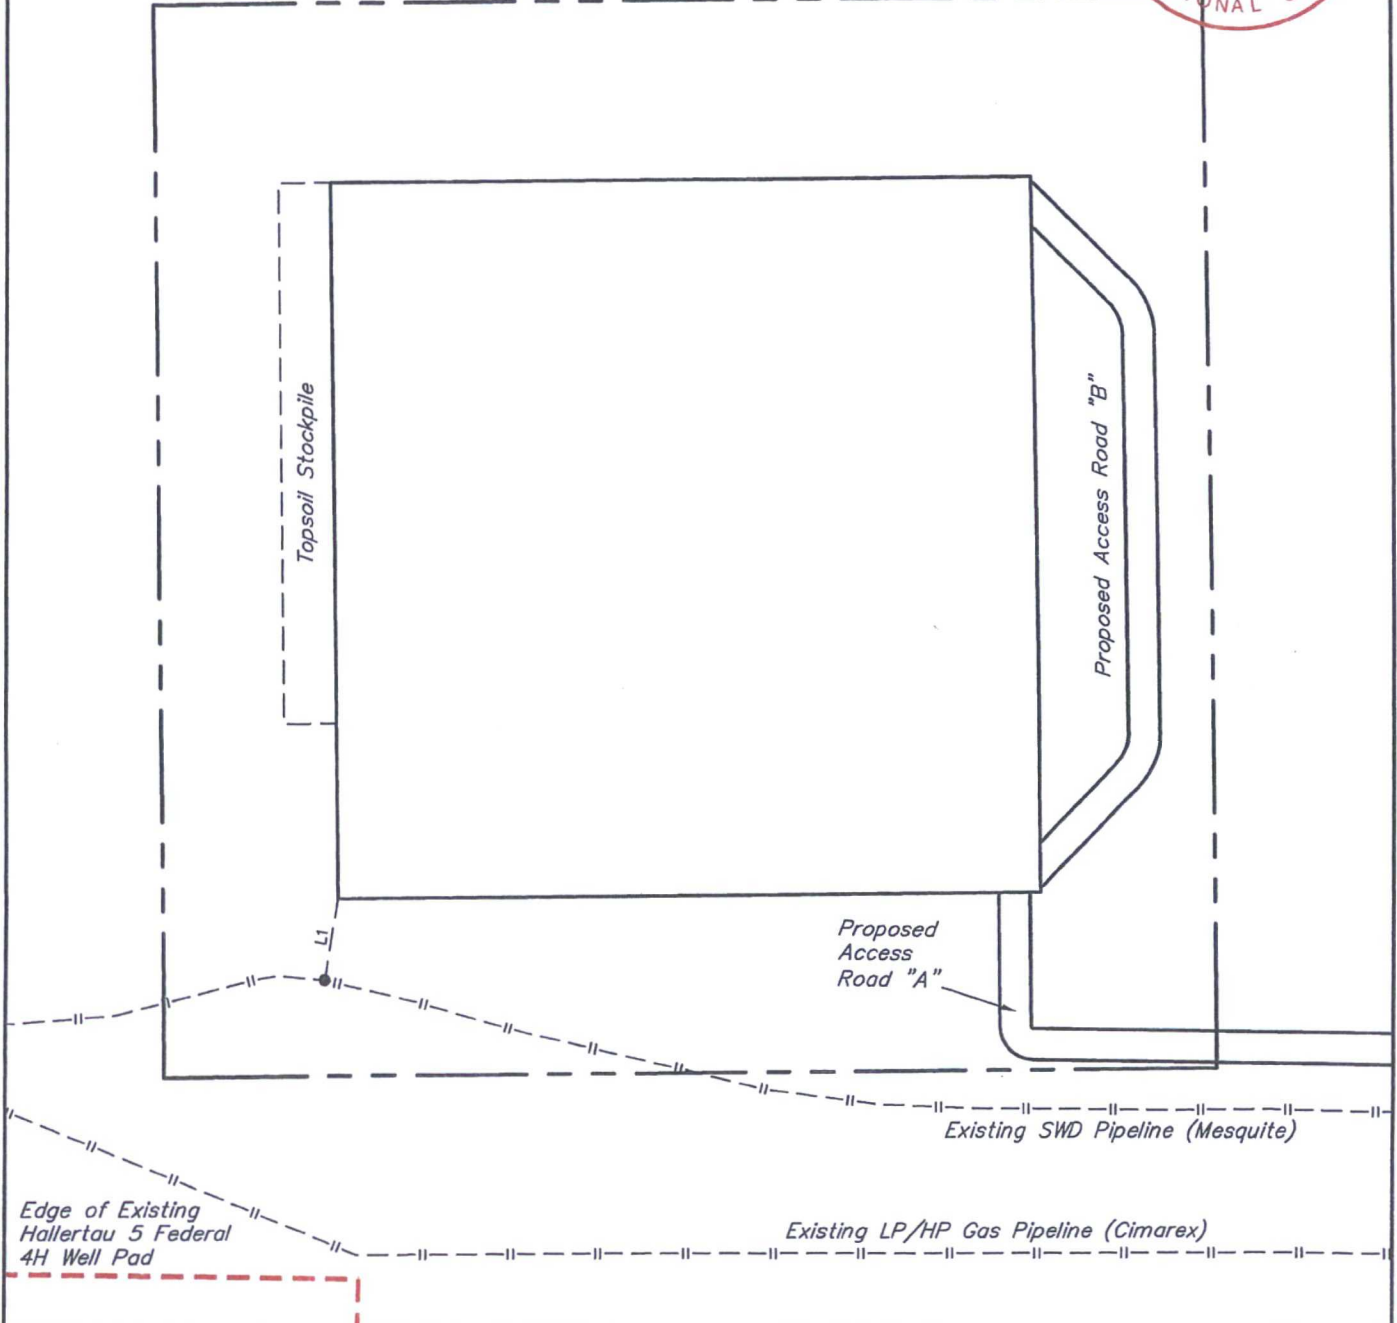 ONAL
Topsoil Stockpile
Proposed Access Road "B"
L1
Proposed
Access
Road "A"
Existing SWD Pipeline (Mesquite)
Edge of Existing
Hallertau 5 Federal
4H Well Pad
Existing LP/HP Gas Pipeline (Cimarex)